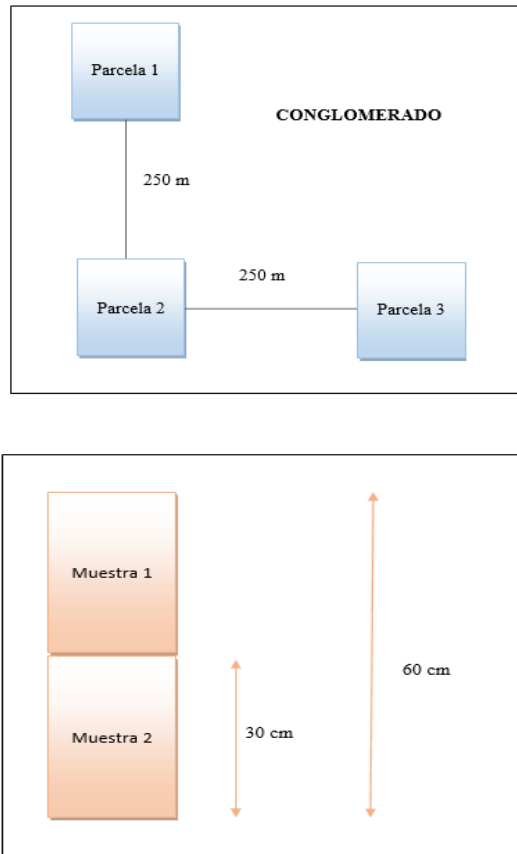 Parcela 1
CONGLOMERADO
250 m
250 m
Parcela 2
Parcela 3
Muestra 1
60 cm
Muestra 2
30 cm